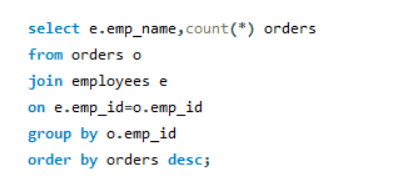 select e.emp_name,count(*) orders
from orders o
join employees e
on e.emp_id=o.emp_id
group by o.emp_id
order by orders desc;